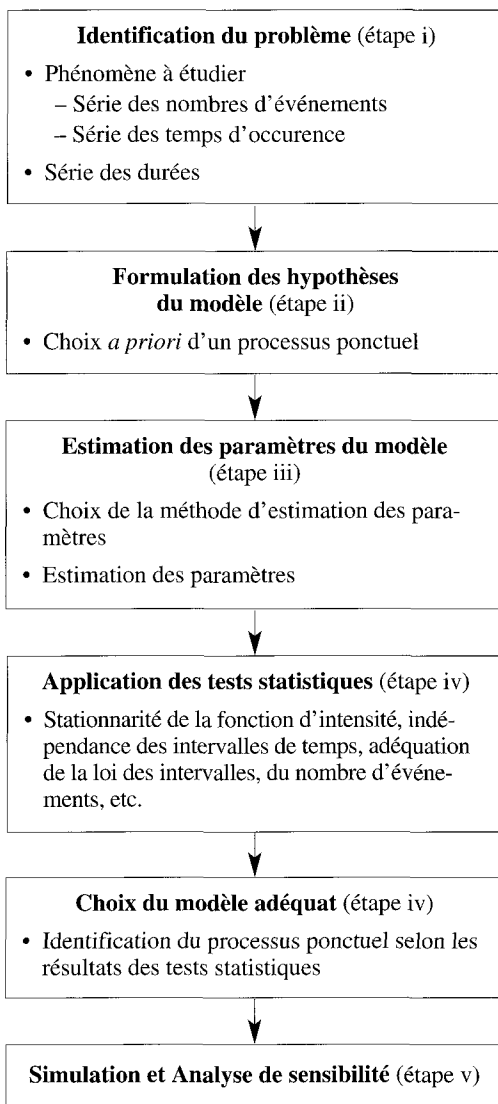 Identification du problème (étape i)
• Phénomène à étudier
– Série des nombres d'événements
– Série des temps d'occurence
• Série des durées
Formulation des hypothèses
du modèle (étape ii)
• Choix a priori d'un processus ponctuel
Estimation des paramètres du modèle
(étape iii)
• Choix de la méthode d'estimation des para-
mètres
• Estimation des paramètres
Application des tests statistiques (étape iv)
• Stationnarité de la fonction d'intensité, indé-
pendance des intervalles de temps, adéquation
de la loi des intervalles, du nombre d'événe-
ments, etc.
Choix du modèle adéquat (étape iv)
• Identification du processus ponctuel selon les
résultats des tests statistiques
Simulation et Analyse de sensibilité (étape v)